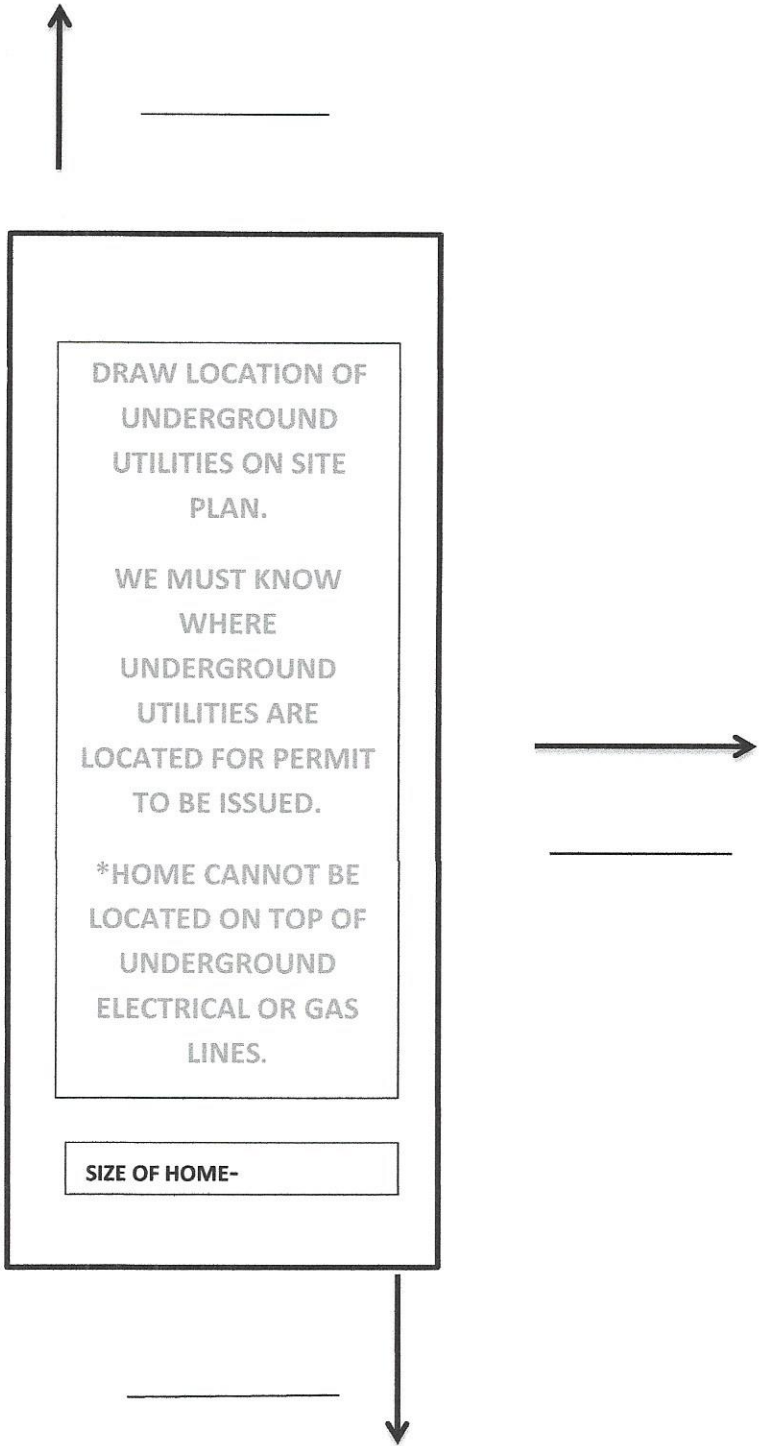 DRAW LOCATION OF
UNDERGROUND
UTILITIES ON SITE
PLAN.
WE MUST KNOW
WHERE
UNDERGROUND
UTILITIES ARE
LOCATED FOR PERMIT
TO BE ISSUED.
*HOME CANNOT BE
LOCATED ON TOP OF
UNDERGROUND
ELECTRICAL OR GAS
LINES.
SIZE OF HOME-